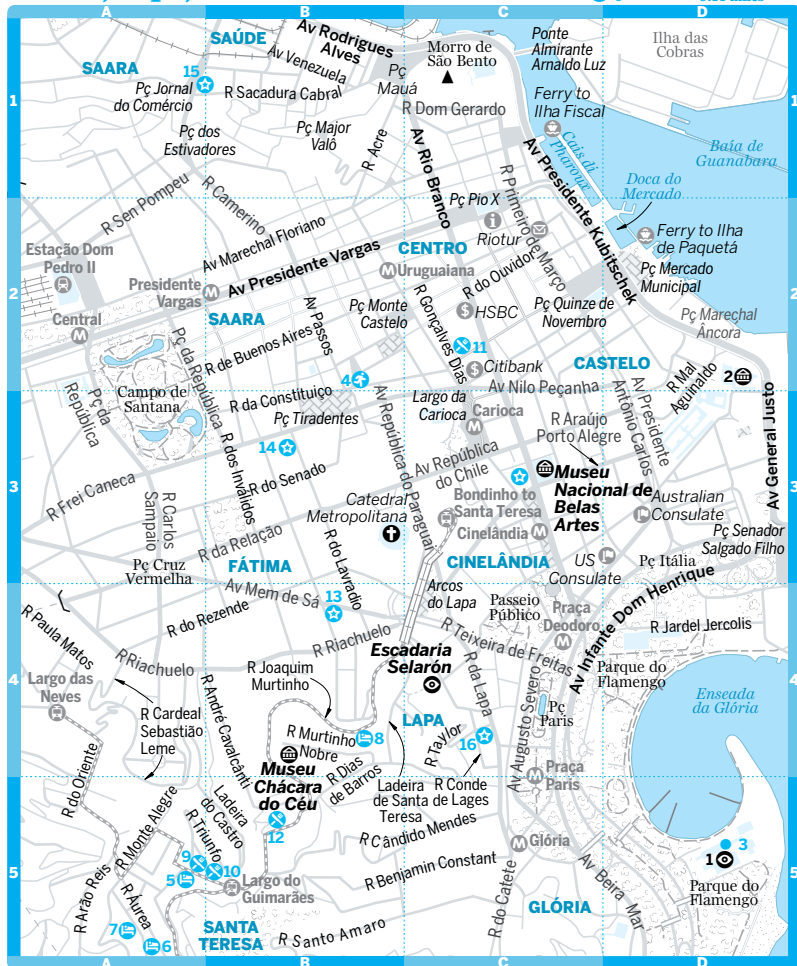 SAÚDE
Av Rodrigues
Alves
Av Venezuela
SAARA
15
Pç Jornal
do Comércio
R Sacadura Cabral
Pç
Mauá
Morro de
São Bento
Ponte
Almirante
Arnaldo Luz
Ilha das
Cobras
1
1
Pç dos
Estivadores
Pç Major
Valô
R Acre
R Dom Gerardo
Ferry to
Ilha Fiscal
Cais di
Pharoux
Baía de
Guanabara
Av Rio Branco
Av Presidente Kubitschek
Doca do
Mercado
R Sen Pompeu
R Camerino
Pç Pio X
R Primeiro de Março
Riotur
Av Marechal Floriano
Estação Dom
Pedro II
Av Presidente Vargas
CENTRO
Ferry to Ilha
de Paquetá
Presidente
Vargas
Uruguaiana
R do Ouvidor
Pç Mercado
Municipal
2
2
Central
SAARA
Av Passos
Pç Monte
Castelo
R Gonçalves Dias
HSBC
Pç Quinze de
Novembro
Pç Marechal
Âncora
Pç da República
R de Buenos Aires
11
Citibank
CASTELO
R Mal
Aguinaldo
2
4
Campo de
Santana
Pç da
República
R da Constituiço
Av Nilo Peçanha
Largo da
Carioca
Carioca
Pç Tiradentes
Av República do Paraguai
R Araújo
Porto Alegre
Av Presidente
Antônio Carlos
Av General Justo
14
R dos Inválidos
Av República
do Chile
3
3
R Frei Caneca
R do Senado
Museu
Nacional de
Belas
Artes
R Carlos
Sampaio
Catedral
Metropolitana
Bondinho to
Santa Teresa
Australian
Consulate
Cinelândia
Pç Senador
Salgado Filho
R da Relação
Pç Cruz
Vermelha
FÁTIMA
R do Lavradio
CINELÂNDIA
US
Consulate
Pç Itália
Av Mem de Sá
13
Arcos
do Lapa
Passeio
Público
Praça
Deodoro
Av Infante Dom Henrique
R do Rezende
R Paula Matos
R Riachuelo
R Teixeira de Freitas
R Jardel Jercolis
RRiachuelo
Escadaria
Selarón
R da Lapa
Parque do
Flamengo
4
4
Largo das
Neves
R Joaquim
Murtinho
R André Cavalcânti
R Cardeal
Sebastião
Leme
LAPA
Av Augusto Severo
Pç
Paris
Enseada
da Glória
R Murtinho
Nobre
8
R Taylor
16
R do Oriente
Museu
Chácara
do Céu
R Dias
de Barros
Ladeira
de Santa
Teresa
R Conde
de Lages
Praça
Paris
R Monte Alegre
Ladeira
do Castro
R Triunfo
12
R Cândido Mendes
Glória
3
1
5
5
9
10
5
Largo do
Guimarães
R Benjamin Constant
R do Catete
Av Beira Mar
Parque do
Flamengo
R Arão Reis
R Áurea
7
6
SANTA
TERESA
R Santo Amaro
GLÓRIA
A
B
C
D